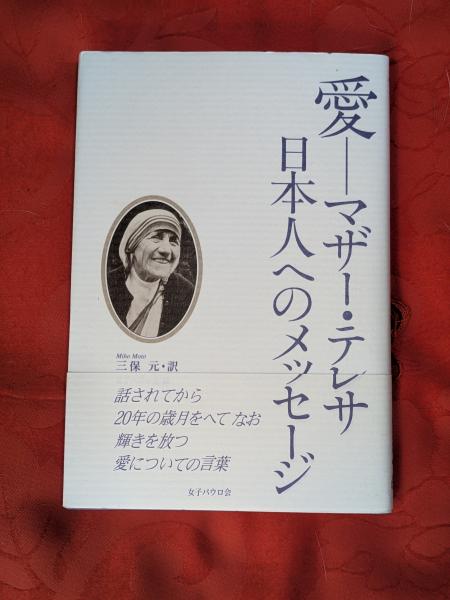 愛――マザー・テレサ
日本人へのメッセージ
Miho Moto
三保 元・訳
話されてから
20年の歳月をへて なお
輝きを放つ
愛についての言葉
女子パウロ会